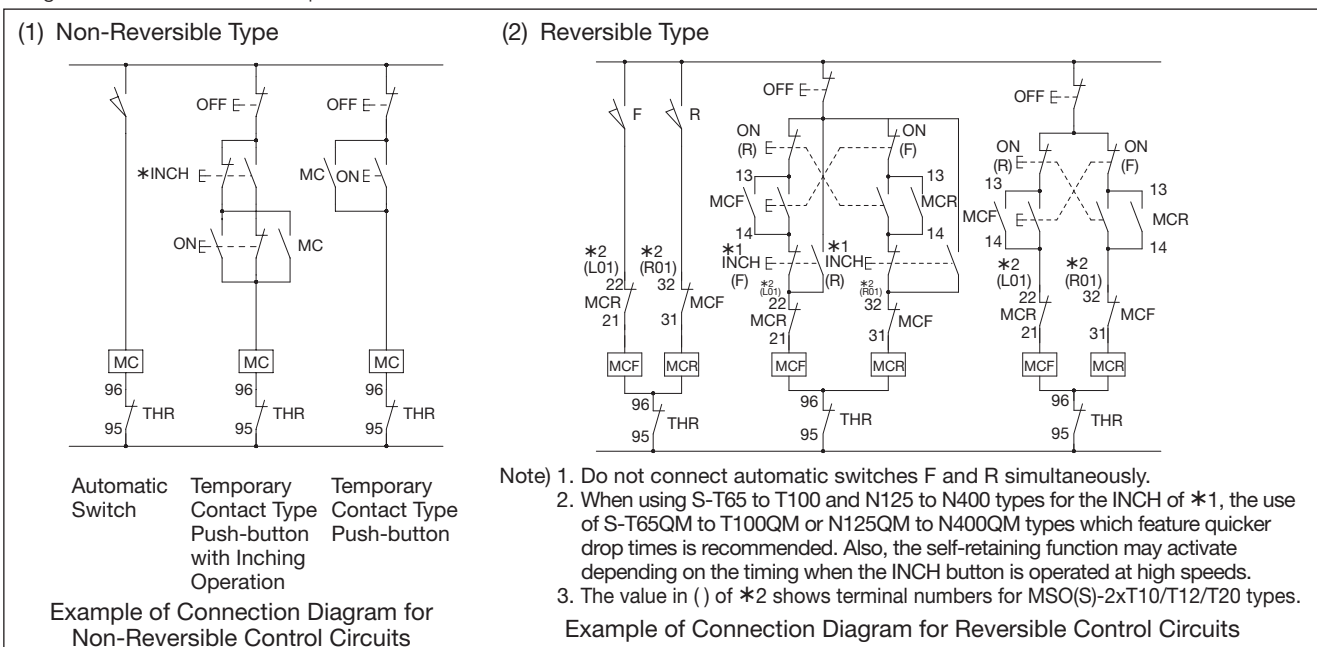 (1) Non-Reversible Type
OFF
∗INCH
ON
MC
MC
96
95
THR
OFF
MC
ON
MC
96
95
THR
MC
96
95
THR
Automatic
Switch
Temporary
Contact Type
Push-button
with Inching
Operation
Temporary
Contact Type
Push-button
Example of Connection Diagram for
Non-Reversible Control Circuits
(2) Reversible Type
F
R
∗2
(L01)
22
MCR
21
MCF
∗2
(R01)
32
MCF
31
MCR
96
95
THR
OFF
ON
(R)
ON
(F)
13
MCF
14
13
MCR
14
∗1
INCH
(F)
∗1
INCH
(R)
∗2
(L01)
22
MCR
21
MCF
∗2
(R01)
32
MCF
31
MCR
96
95
THR
OFF
ON
(R)
ON
(F)
13
MCF
14
13
MCR
14
∗2
(L01)
22
MCR
21
MCF
∗2
(R01)
32
MCF
31
MCR
96
95
THR
Note) 1. Do not connect automatic switches F and R simultaneously.
2. When using S-T65 to T100 and N125 to N400 types for the INCH of ∗1, the use
of S-T65QM to T100QM or N125QM to N400QM types which feature quicker
drop times is recommended. Also, the self-retaining function may activate
depending on the timing when the INCH button is operated at high speeds.
3. The value in ( ) of ∗2 shows terminal numbers for MSO(S)-2xT10/T12/T20 types.
Example of Connection Diagram for Reversible Control Circuits